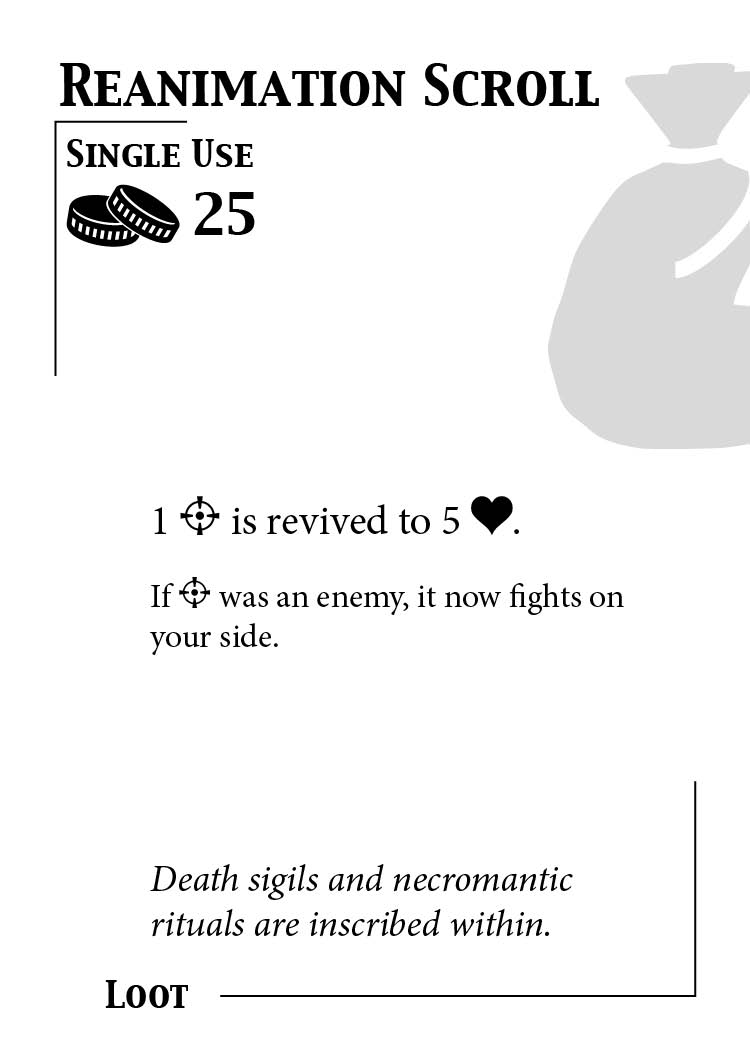 Reanimation Scroll
Single Use
25
1 is revived to 5 .
If was an enemy, it now fights on
your side.
Death sigils and necromantic
rituals are inscribed within.
Loot